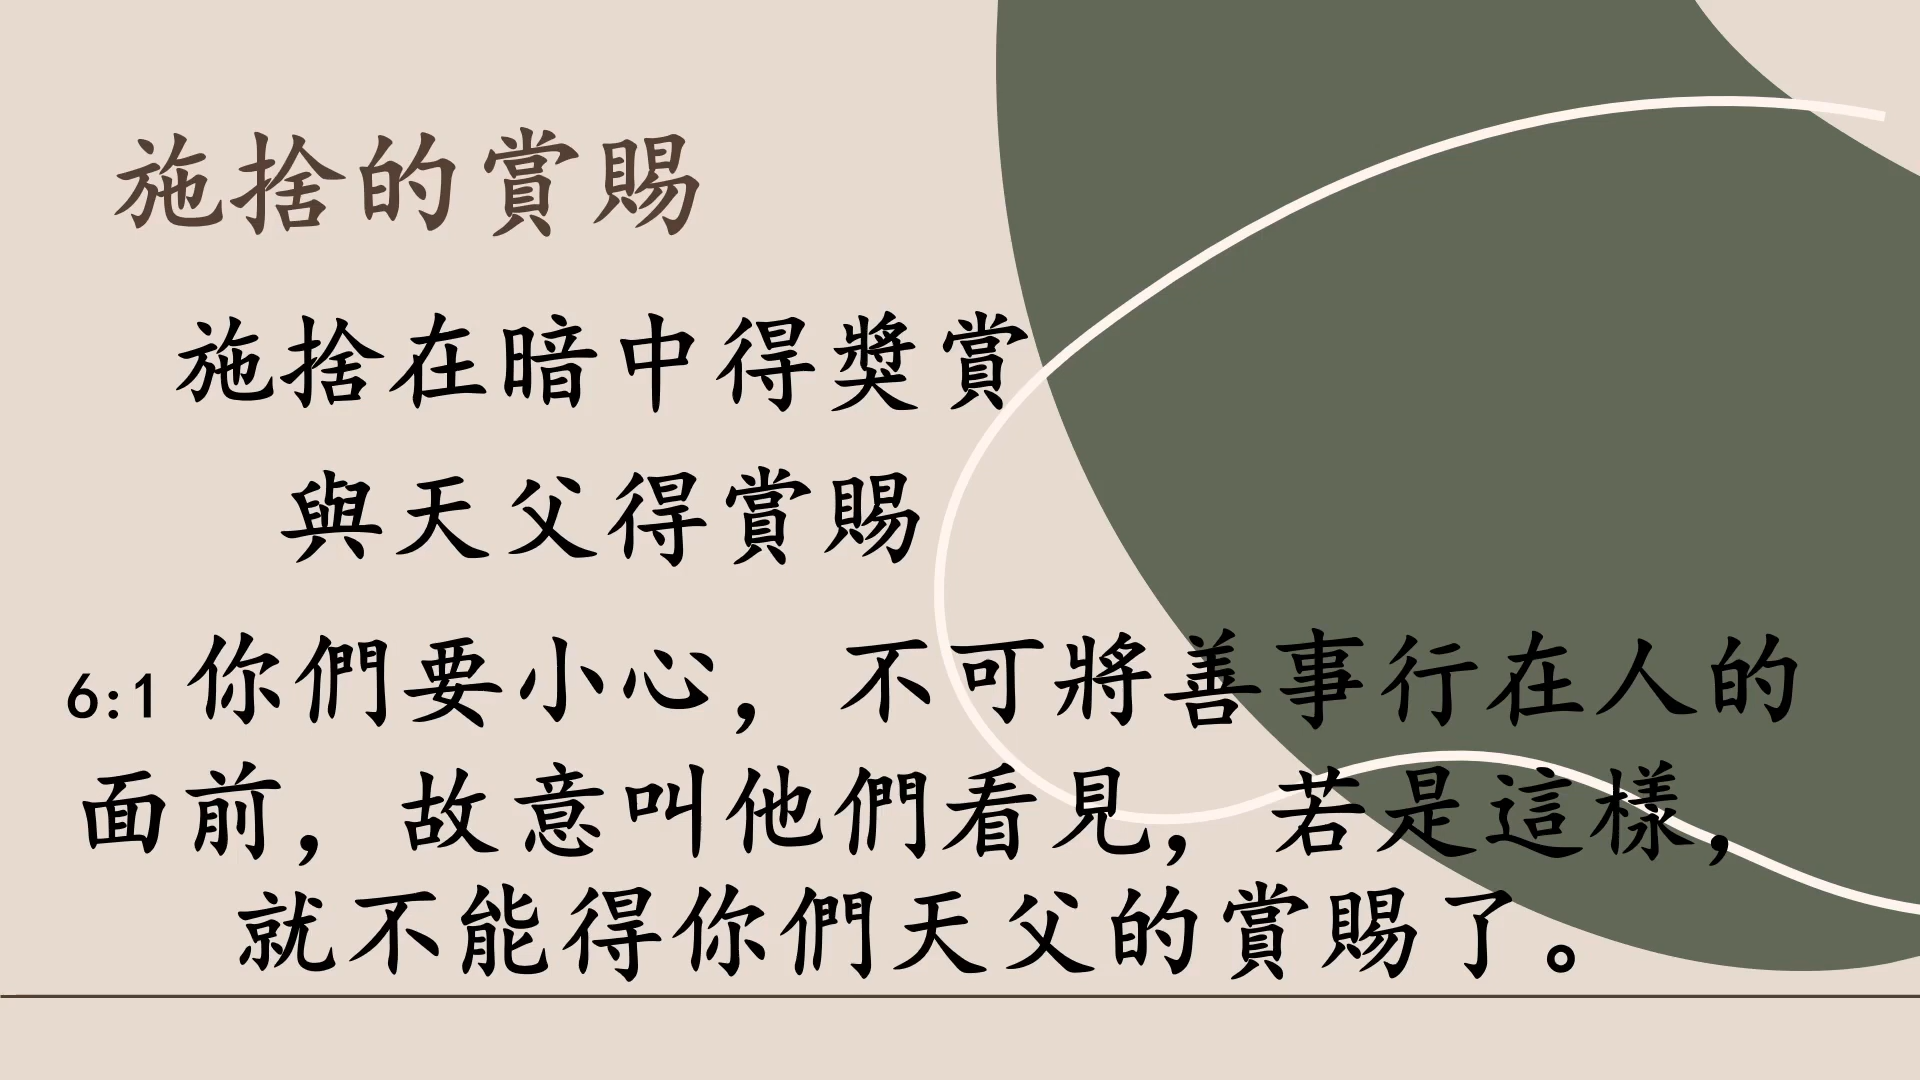 施捨的賞賜
施捨在暗中得獎賞
與天父得賞賜
6:1 你們要小心，不可將善事行在人的
面前，故意叫他們看見，若是這樣，
就不能得你們天父的賞賜了。